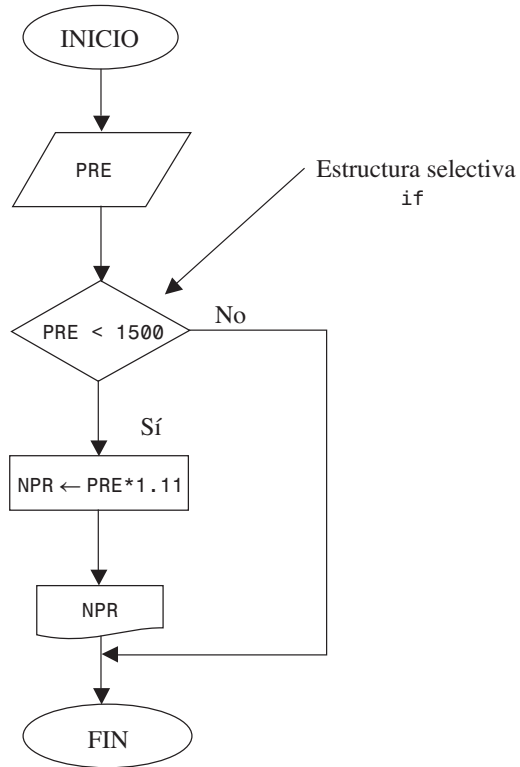 INICIO
PRE
Estructura selectiva
if
PRE < 1500
No
Sí
NPR ← PRE*1.11
NPR
FIN